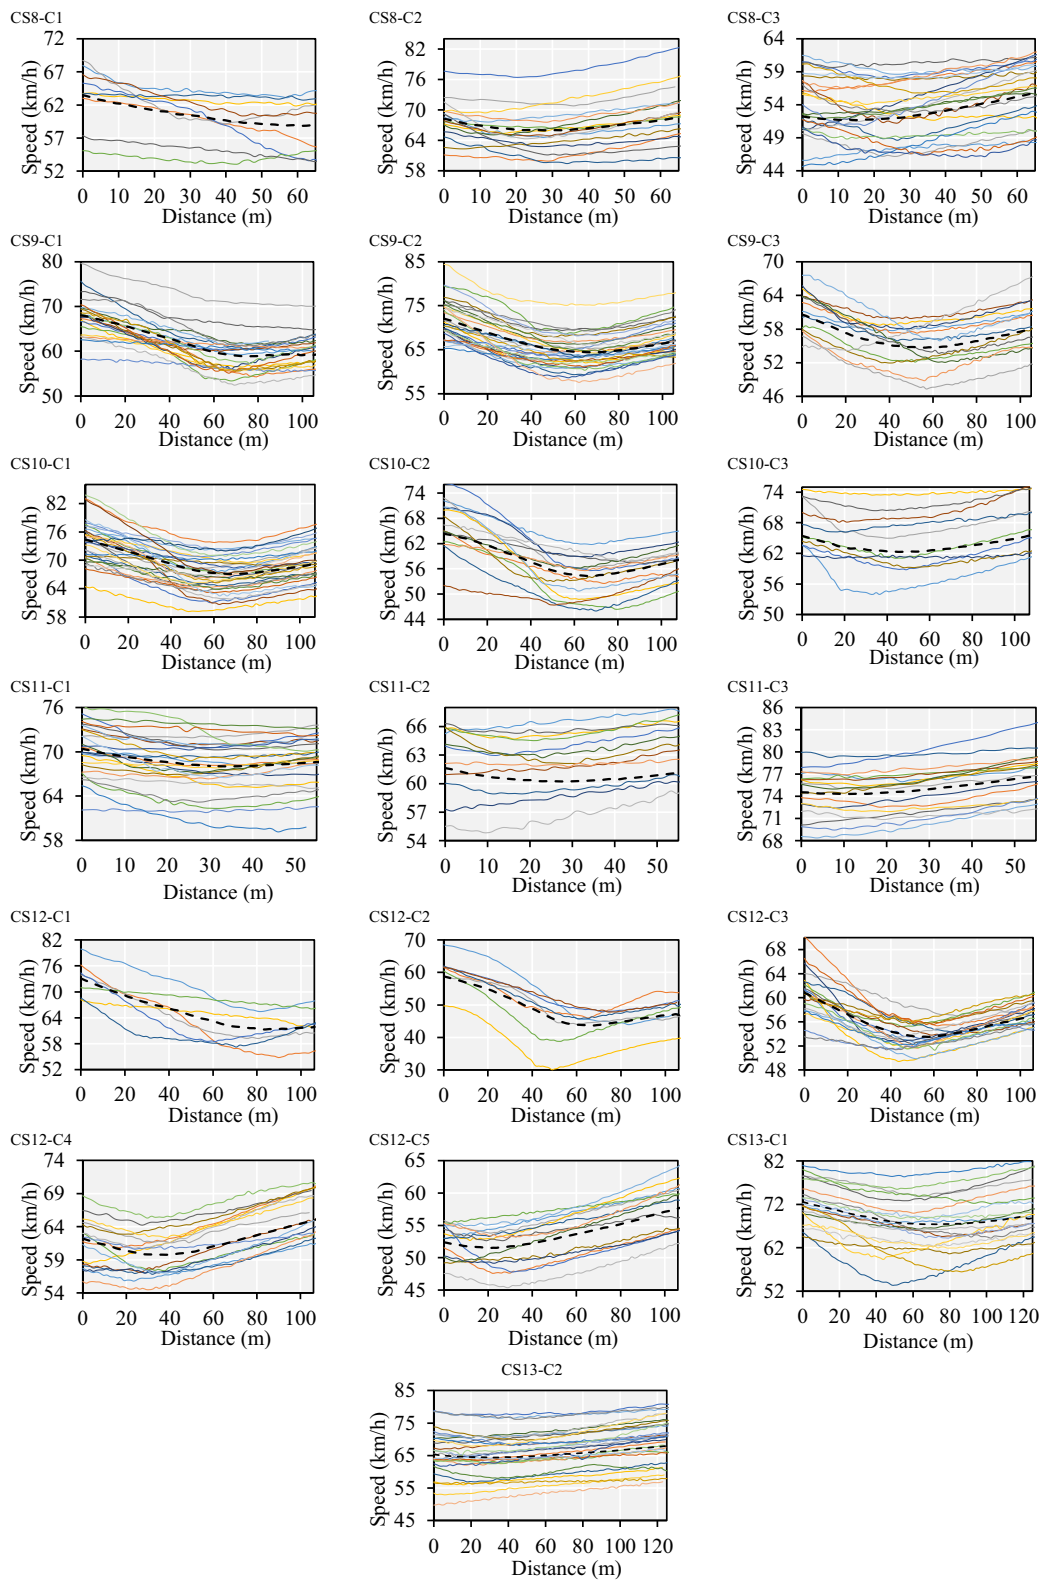 CS8-C1 CS8-C2 CS8-C3
72 67 62 57 52
Speed (km/h)
0 10 20 30 40 50 60
Distance (m)
82 76 70 64 58
Speed (km/h)
0 20 40 60
Distance (m)
64 59 54 49 44
Speed (km/h)
0 10 20 30 40 50 60
Distance (m)
CS9-C1 CS9-C2 CS9-C3
80 70 60 50
Speed (km/h)
0 20 40 60 80 100
Distance (m)
85 75 65 55
Speed (km/h)
0 20 40 60 80 100
Distance (m)
70 64 58 52 46
Speed (km/h)
0 20 40 60 80 100
Distance (m)
CS10-C1 CS10-C2 CS10-C3
82 76 70 64 58
Speed (km/h)
0 20 40 60 80 100
Distance (m)
74 68 62 56 50 44
Speed (km/h)
0 20 40 60 80 100
Distance (m)
74 68 62 56 50
Speed (km/h)
0 20 40 60 80 100
Distance (m)
CS11-C1 CS11-C2 CS11-C3
76 70 64 58
Speed (km/h)
0 10 20 30 40 50
Distance (m)
66 63 60 57 54
Speed (km/h)
0 10 20 30 40 50
Distance (m)
86 83 80 77 74 71 68
Speed (km/h)
0 10 20 30 40 50
Distance (m)
CS12-C1 CS12-C2 CS12-C3
82 76 70 64 58 52
Speed (km/h)
0 20 40 60 80 100
Distance (m)
70 60 50 40 30
Speed (km/h)
0 20 40 60 80 100
Distance (m)
68 64 60 56 52 48
Speed (km/h)
0 20 40 60 80 100
Distance (m)
CS12-C4 CS12-C5 CS13-C1
74 69 64 59 54
Speed (km/h)
0 20 40 60 80 100
Distance (m)
65 60 55 50 45
Speed (km/h)
0 20 40 60 80 100
Distance (m)
82 72 62 52
Speed (km/h)
0 20 40 60 80 100 120
Distance (m)
CS13-C2
85 75 65 55 45
Speed (km/h)
0 20 40 60 80 100 120
Distance (m)